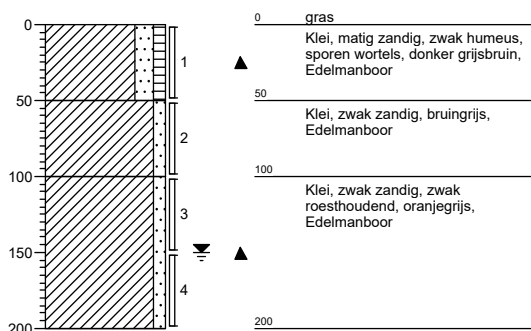 0
50
100
150
200
1
2
3
4
0
gras
Klei, matig zandig, zwak humeus,
sporen wortels, donker grijsbruin,
Edelmanboor
50
Klei, zwak zandig, bruingrijs,
Edelmanboor
100
Klei, zwak zandig, zwak
roesthoudend, oranjegrijs,
Edelmanboor
200